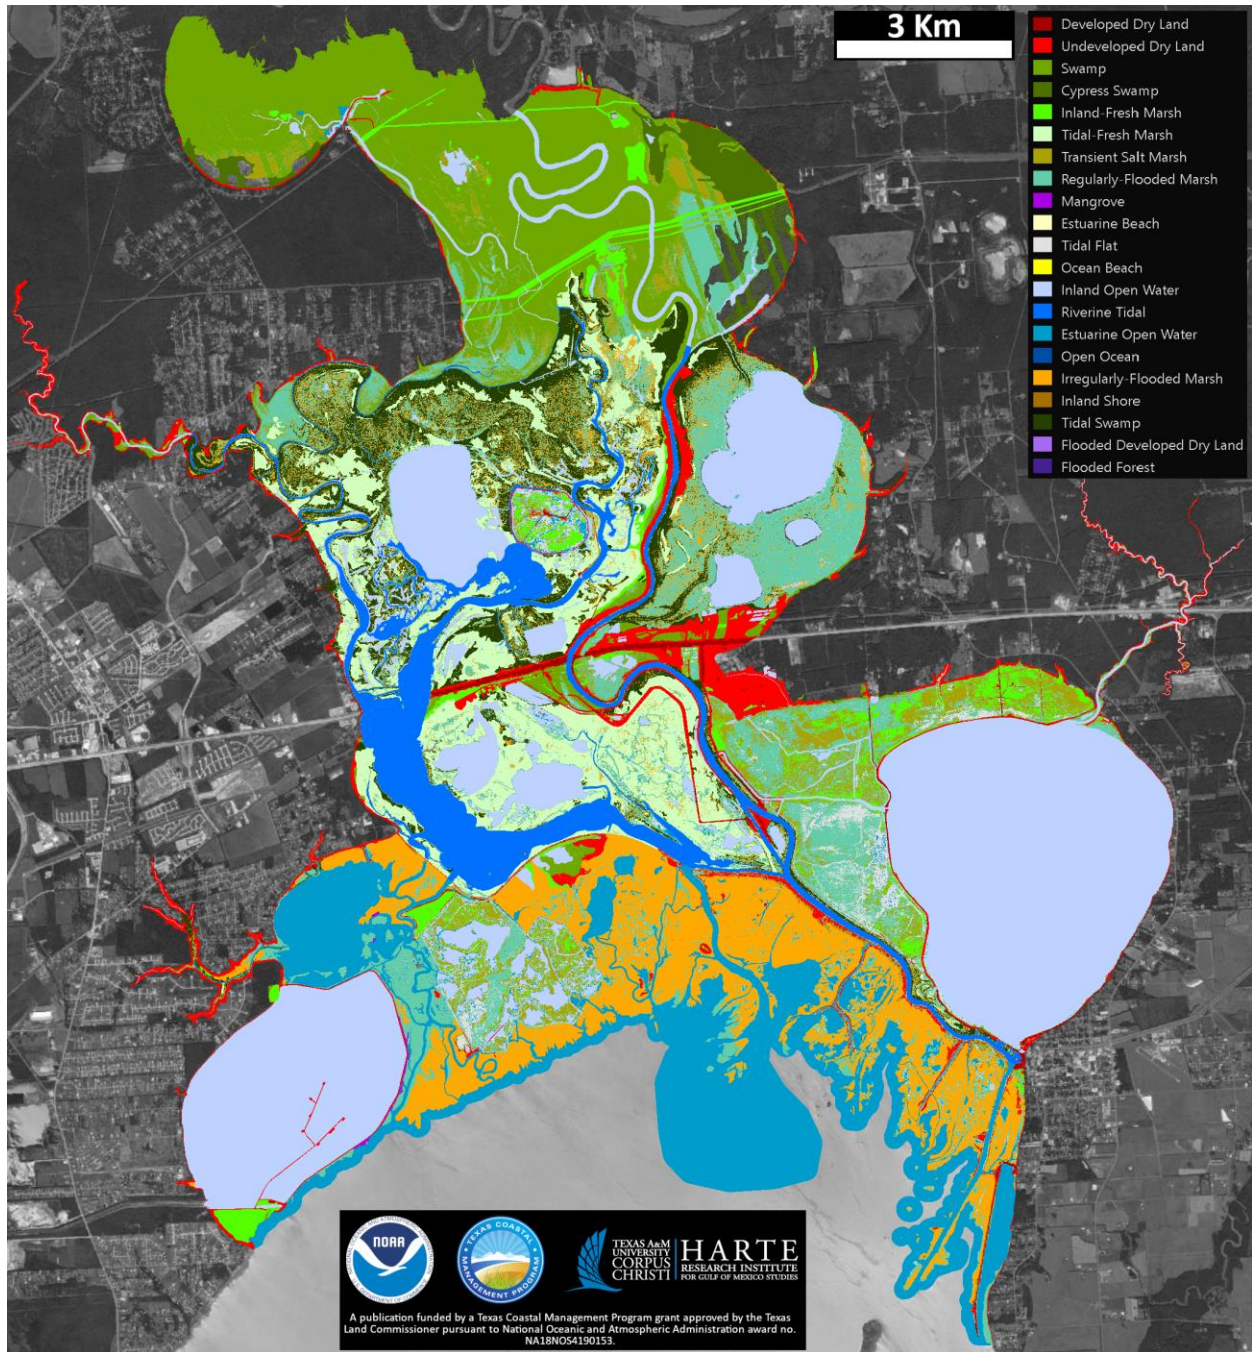 3 Km
Developed Dry Land
Undeveloped Dry Land
Swamp
Cypress Swamp
Inland-Fresh Marsh
Tidal-Fresh Marsh
Transient Salt Marsh
Regularly-Flooded Marsh
Mangrove
Estuarine Beach
Tidal Flat
Ocean Beach
Inland Open Water
Riverine Tidal
Estuarine Open Water
Open Ocean
Irregularly-Flooded Marsh
Inland Shore
Tidal Swamp
Flooded Developed Dry Land
Flooded Forest
NOAA
TEXAS COASTAL
MANAGEMENT PROGRAM
TEXAS A&M
UNIVERSITY
CORPUS
CHRISTI
HARTE
RESEARCH INSTITUTE
FOR GULF OF MEXICO STUDIES
A publication funded by a Texas Coastal Management Program grant approved by the Texas
Land Commissioner pursuant to National Oceanic and Atmospheric Administration award no.
NA18NOS4190153.